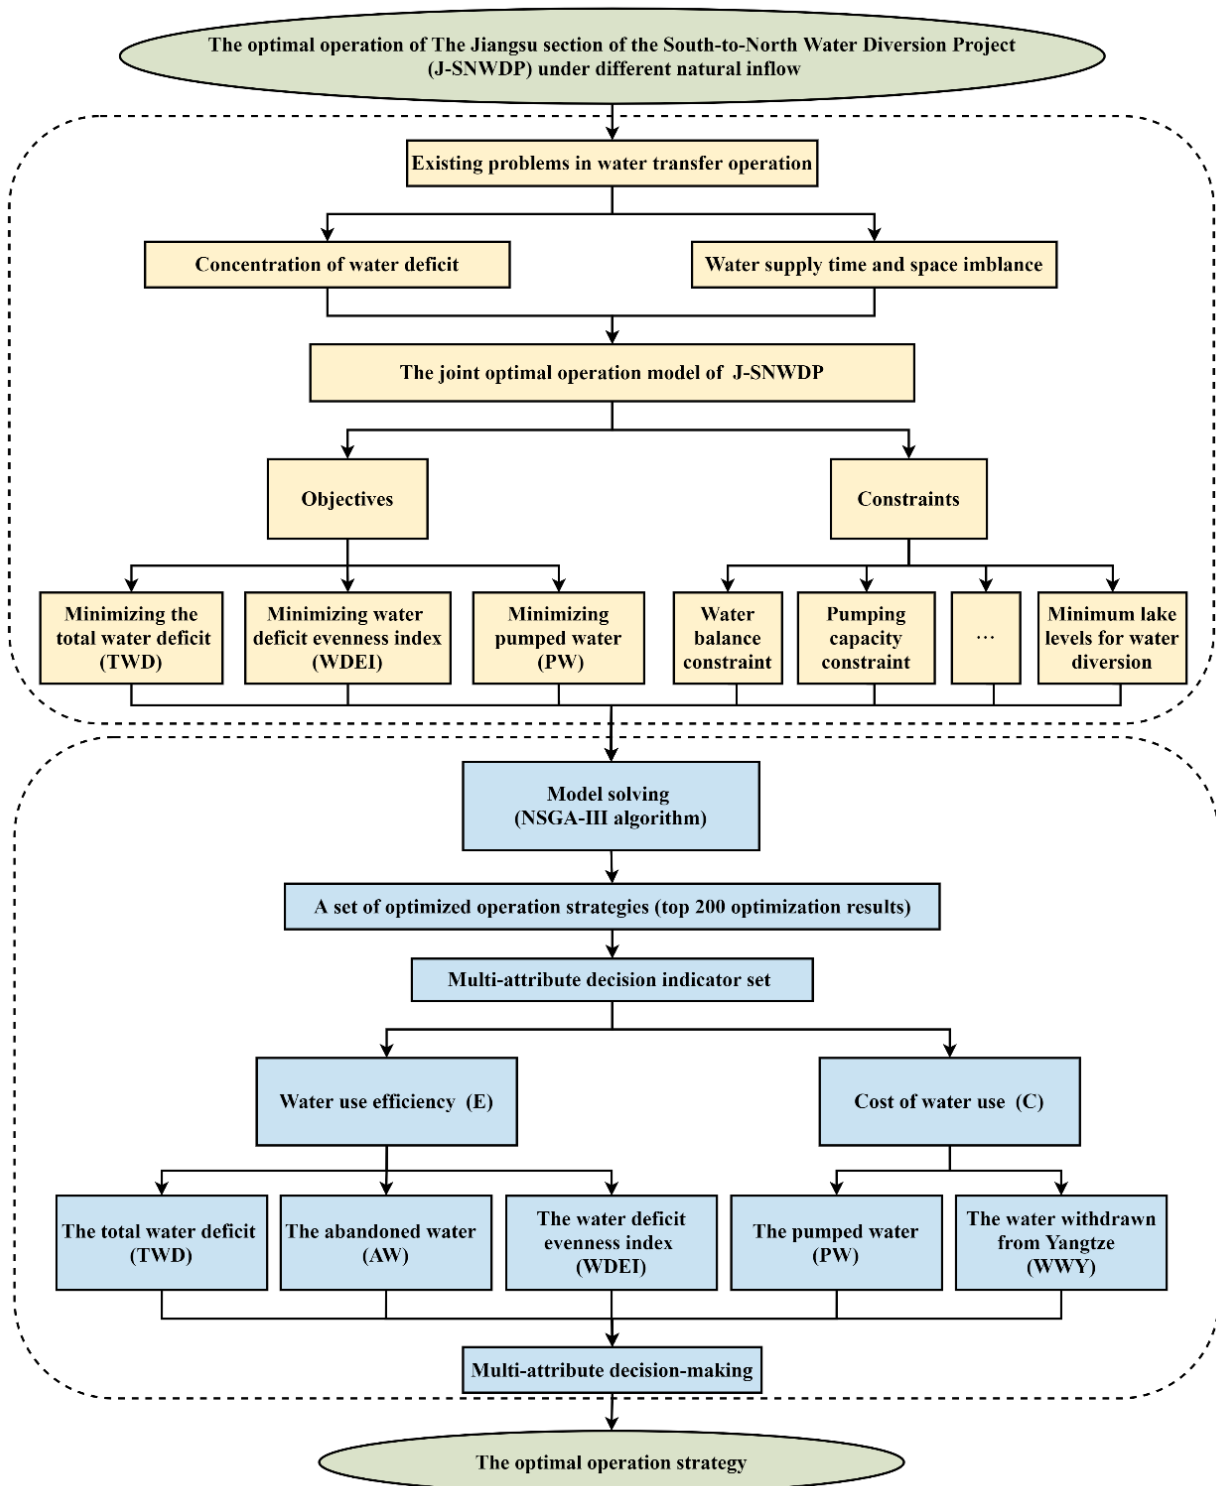 The optimal operation of The Jiangsu section of the South-to-North Water Diversion Project
(J-SNWDP) under different natural inflow
Existing problems in water transfer operation
Concentration of water deficit
Water supply time and space imblance
The joint optimal operation model of J-SNWDP
Objectives
Constraints
Minimizing the
total water deficit
(TWD)
Minimizing water
deficit evenness index
(WDEI)
Minimizing
pumped water
(PW)
Water
balance
constraint
Pumping
capacity
constraint
...
Minimum lake
levels for water
diversion
Model solving
(NSGA-III algorithm)
A set of optimized operation strategies (top 200 optimization results)
Multi-attribute decision indicator set
Water use efficiency (E)
Cost of water use (C)
The total water deficit
(TWD)
The abandoned water
(AW)
The water deficit
evenness index
(WDEI)
The pumped water
(PW)
The water withdrawn
from Yangtze
(WWY)
Multi-attribute decision-making
The optimal operation strategy